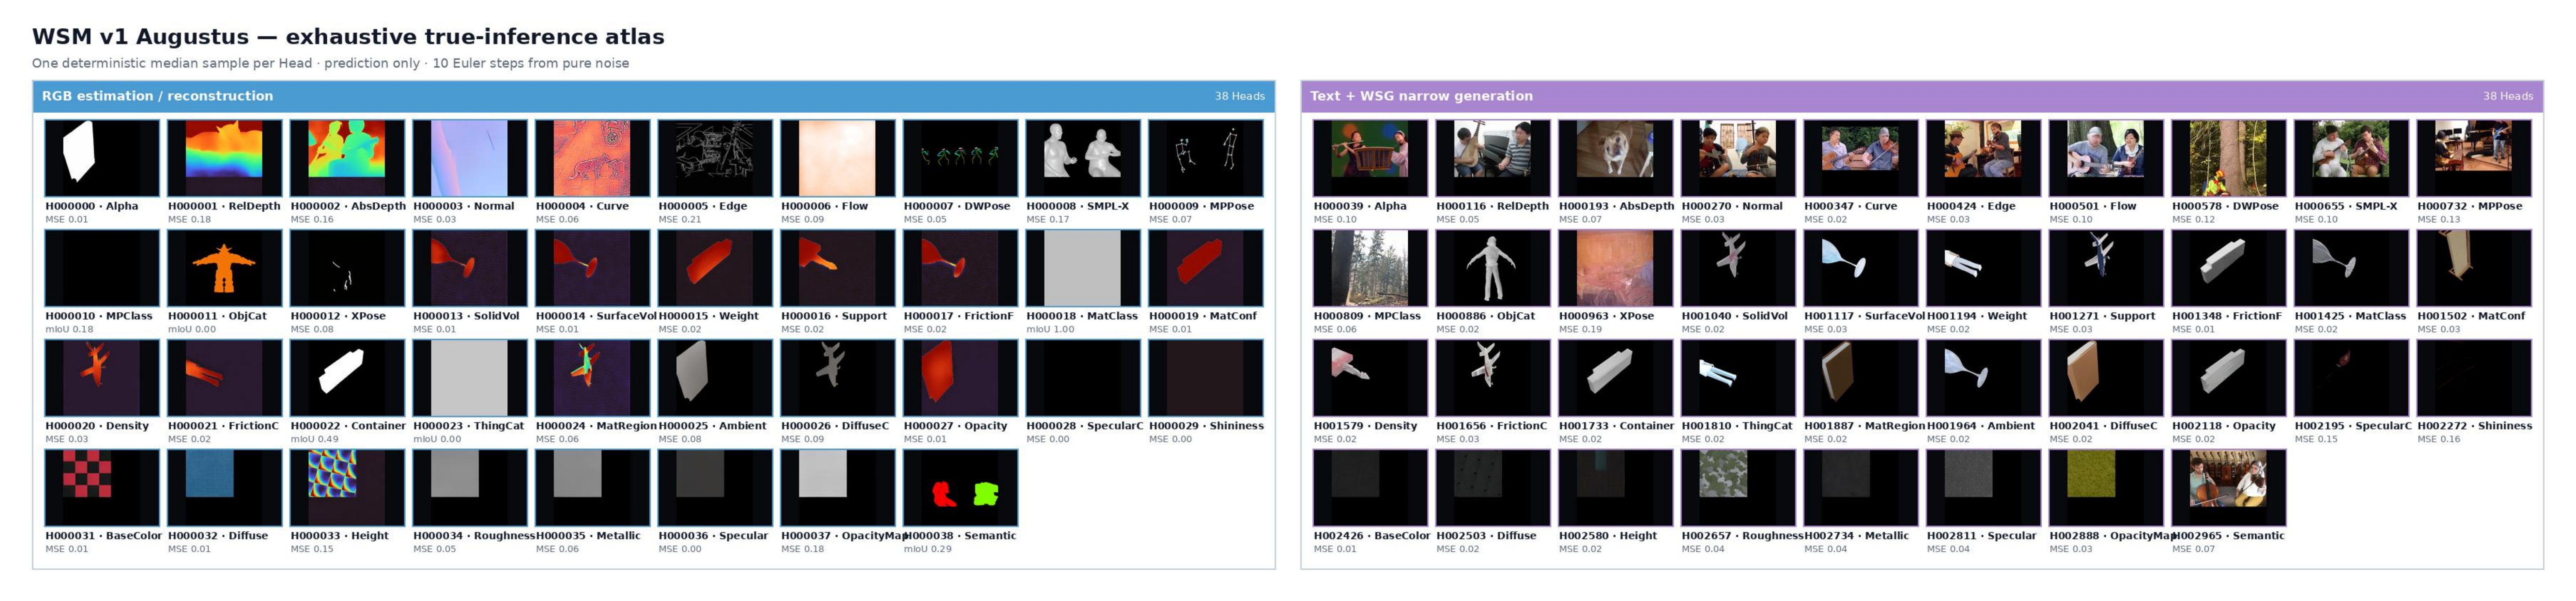 WSM v1 Augustus — exhaustive true-inference atlas
One deterministic median sample per Head · prediction only · 10 Euler steps from pure noise
RGB estimation / reconstruction 38 Heads
H000000 · Alpha H000001 · RelDepth H000002 · AbsDepth H000003 · Normal H000004 · Curve H000005 · Edge H000006 · Flow H000007 · DWPose H000008 · SMPL-X H000009 · MPPose
MSE 0.01 MSE 0.18 MSE 0.16 MSE 0.03 MSE 0.06 MSE 0.21 MSE 0.09 MSE 0.05 MSE 0.17 MSE 0.07
H000010 · MPClass H000011 · ObjCat H000012 · XPose H000013 · SolidVol H000014 · SurfaceVol H000015 · Weight H000016 · Support H000017 · FrictionF H000018 · MatClass H000019 · MatConf
mIoU 0.18 mIoU 0.00 MSE 0.08 MSE 0.01 MSE 0.01 MSE 0.02 MSE 0.02 MSE 0.02 mIoU 1.00 MSE 0.01
H000020 · Density H000021 · FrictionC H000022 · Container H000023 · ThingCat H000024 · MatRegion H000025 · Ambient H000026 · DiffuseC H000027 · Opacity H000028 · SpecularC H000029 · Shininess
MSE 0.03 MSE 0.02 mIoU 0.49 mIoU 0.00 MSE 0.06 MSE 0.08 MSE 0.09 MSE 0.01 MSE 0.00 MSE 0.00
H000031 · BaseColor H000032 · Diffuse H000033 · Height H000034 · Roughness H000035 · Metallic H000036 · Specular H000037 · OpacityMap H000038 · Semantic
MSE 0.01 MSE 0.01 MSE 0.15 MSE 0.05 MSE 0.06 MSE 0.00 MSE 0.18 mIoU 0.29
Text + WSG narrow generation 38 Heads
H000039 · Alpha H000116 · RelDepth H000193 · AbsDepth H000270 · Normal H000347 · Curve H000424 · Edge H000501 · Flow H000578 · DWPose H000655 · SMPL-X H000732 · MPPose
MSE 0.10 MSE 0.05 MSE 0.07 MSE 0.03 MSE 0.02 MSE 0.03 MSE 0.10 MSE 0.12 MSE 0.10 MSE 0.13
H000809 · MPClass H000886 · ObjCat H000963 · XPose H001040 · SolidVol H001117 · SurfaceVol H001194 · Weight H001271 · Support H001348 · FrictionF H001425 · MatClass H001502 · MatConf
MSE 0.06 MSE 0.02 MSE 0.19 MSE 0.02 MSE 0.03 MSE 0.02 MSE 0.03 MSE 0.01 MSE 0.02 MSE 0.03
H001579 · Density H001656 · FrictionC H001733 · Container H001810 · ThingCat H001887 · MatRegion H001964 · Ambient H002041 · DiffuseC H002118 · Opacity H002195 · SpecularC H002272 · Shininess
MSE 0.02 MSE 0.03 MSE 0.02 MSE 0.02 MSE 0.02 MSE 0.02 MSE 0.02 MSE 0.02 MSE 0.15 MSE 0.16
H002426 · BaseColor H002503 · Diffuse H002580 · Height H002657 · Roughness H002734 · Metallic H002811 · Specular H002888 · OpacityMap H002965 · Semantic
MSE 0.01 MSE 0.02 MSE 0.02 MSE 0.04 MSE 0.04 MSE 0.04 MSE 0.03 MSE 0.07